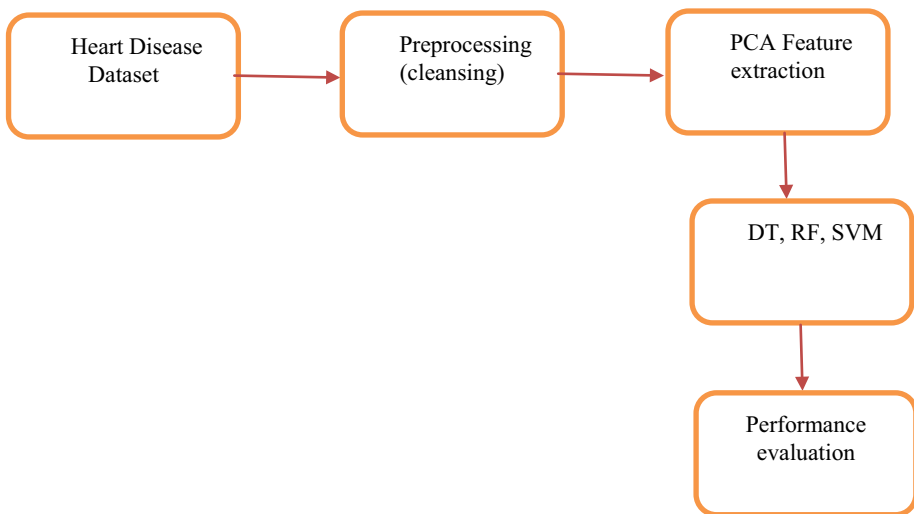 Heart Disease
Dataset
Preprocessing
(cleansing)
PCA Feature
extraction
DT, RF, SVM
Performance
evaluation